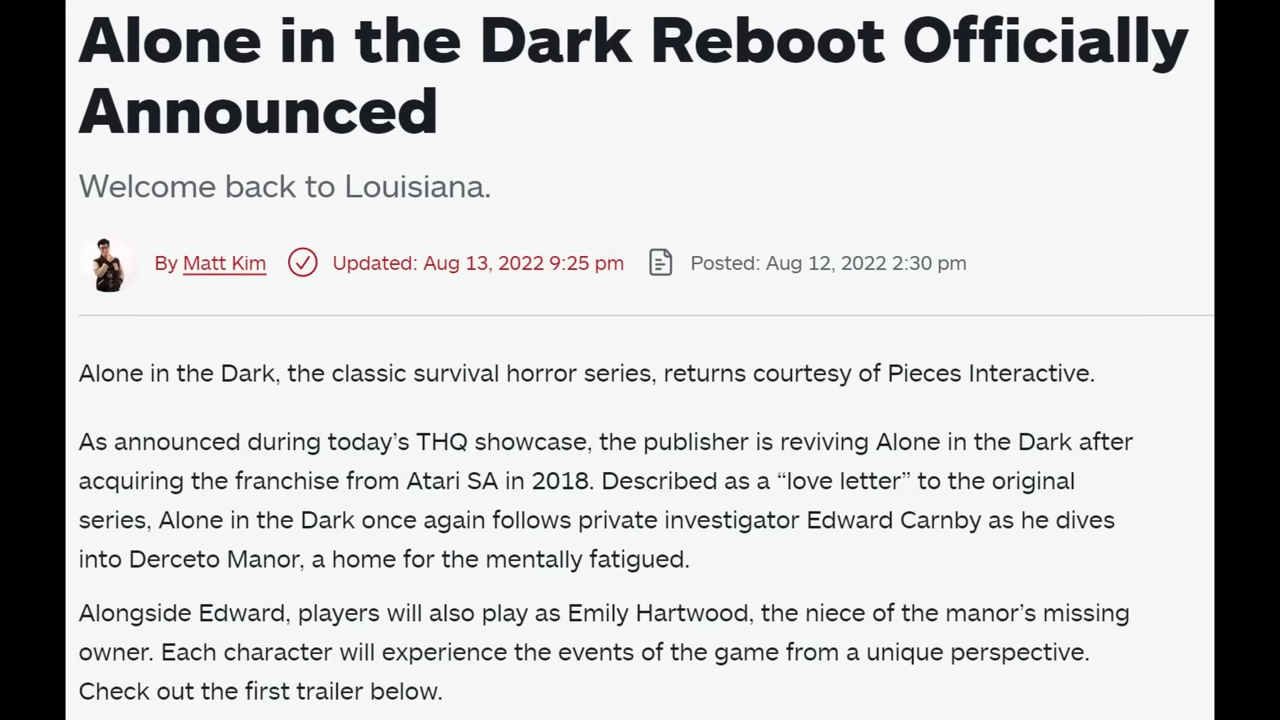 Alone in the Dark Reboot Officially
Announced
Welcome back to Louisiana.
By Matt Kim Updated: Aug 13, 2022 9:25 pm Posted: Aug 12, 2022 2:30 pm
Alone in the Dark, the classic survival horror series, returns courtesy of Pieces Interactive.
As announced during today’s THQ showcase, the publisher is reviving Alone in the Dark after
acquiring the franchise from Atari SA in 2018. Described as a “love letter” to the original
series, Alone in the Dark once again follows private investigator Edward Carnby as he dives
into Derceto Manor, a home for the mentally fatigued.
Alongside Edward, players will also play as Emily Hartwood, the niece of the manor’s missing
owner. Each character will experience the events of the game from a unique perspective.
Check out the first trailer below.